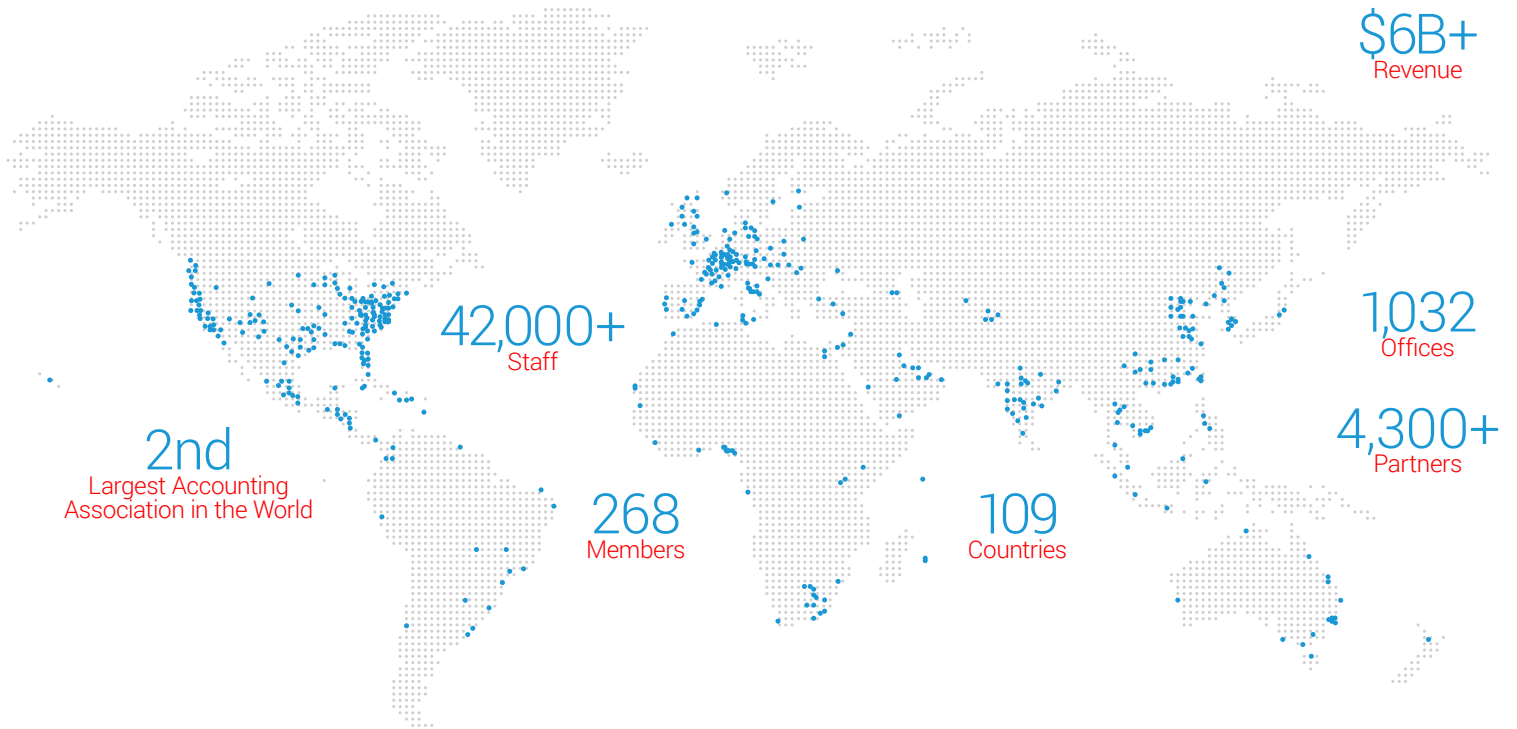 $6B+
Revenue
42,000+
Staff
1,032
Offices
2nd
Largest Accounting
Association in the World
4,300+
Partners
268
Members
109
Countries